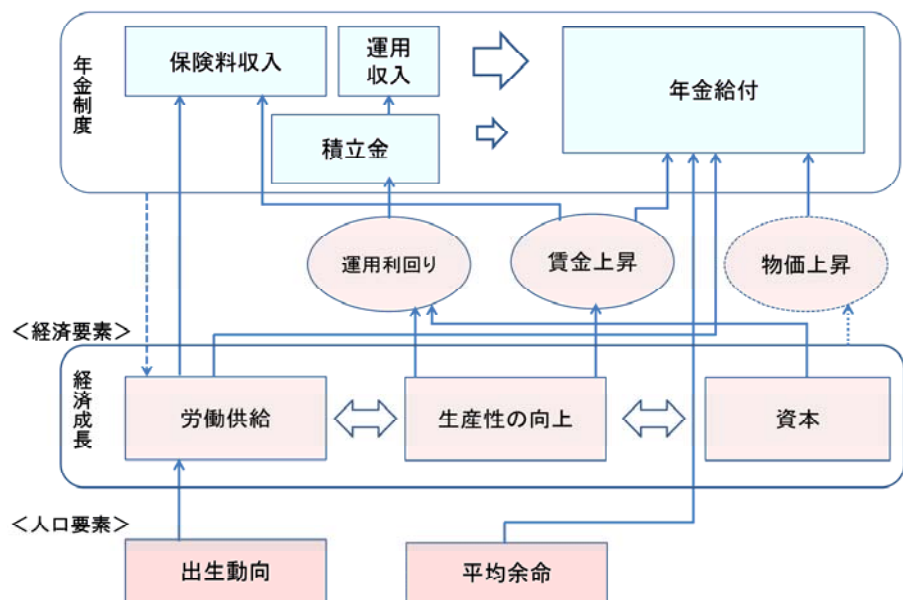 年金制度
保険料収入
運用
収入
年金給付
積立金
運用利回り
賃金上昇
物価上昇
＜経済要素＞
経済成長
労働供給
生産性の向上
資本
＜人口要素＞
出生動向
平均余命